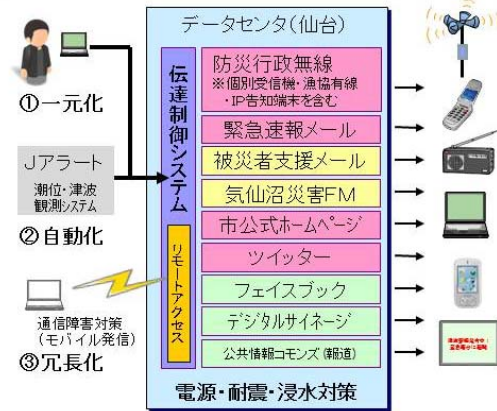 データセンタ(仙台)
①一元化
Jアラート
潮位・津波
観測システム
②自動化
通信障害対策
(モバイル発信)
③冗長化
伝達制御システム
リモートアクセス
防災行政無線
※個別受信機・漁協有線
・IP告知端末を含む
緊急速報メール
被災者支援メール
気仙沼災害FM
市公式ホームページ
ツイッター
フェイスブック
デジタルサイネージ
公共情報コモンズ(報道)
電源・耐震・浸水対策